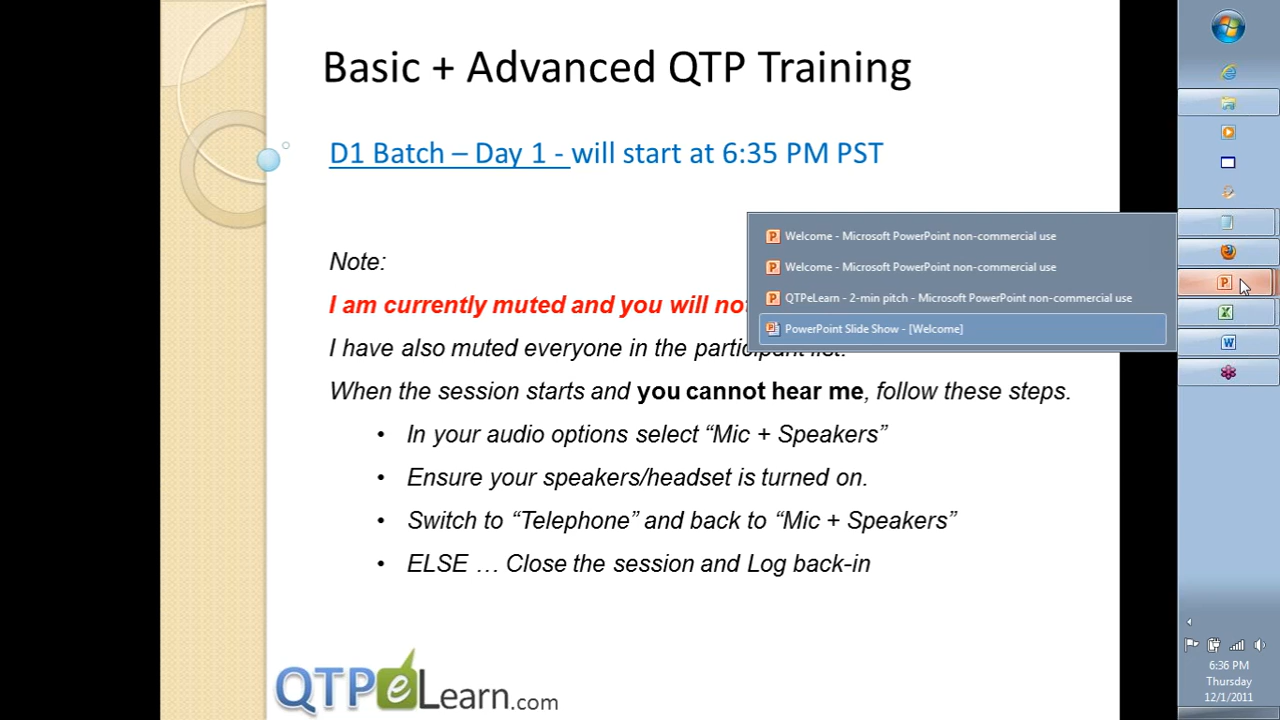 Basic + Advanced QTP Training
D1 Batch – Day 1 - will start at 6:35 PM PST
Welcome - Microsoft PowerPoint non-commercial use
Welcome - Microsoft PowerPoint non-commercial use
QTPeLearn - 2-min pitch - Microsoft PowerPoint non-commercial use
PowerPoint Slide Show - [Welcome]
Note:
I am currently muted and you will not
I have also muted everyone in the participant list.
When the session starts and you cannot hear me, follow these steps.
• In your audio options select “Mic + Speakers”
• Ensure your speakers/headset is turned on.
• Switch to “Telephone” and back to “Mic + Speakers”
• ELSE … Close the session and Log back-in
QTPeLearn.com
6:36 PM
Thursday
12/1/2011